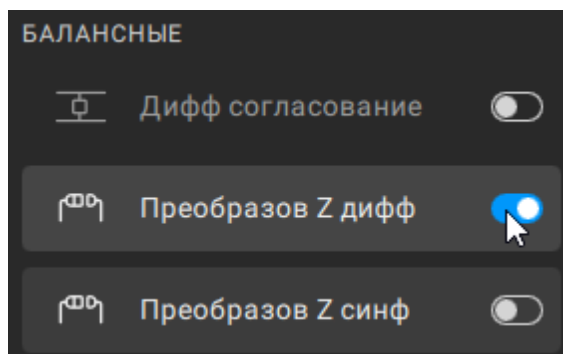 БАЛАНСНЫЕ
Дифф согласование
Преобразов Z дифф
Преобразов Z синф